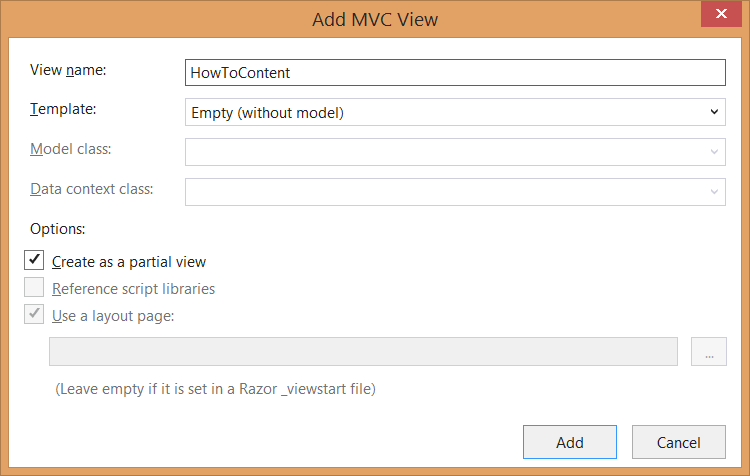 Add MVC View
View name:
HowToContent
Template:
Empty (without model)
Model class:
Data context class:
Options:
Create as a partial view
Reference script libraries
Use a layout page:
...
(Leave empty if it is set in a Razor _viewstart file)
Add
Cancel